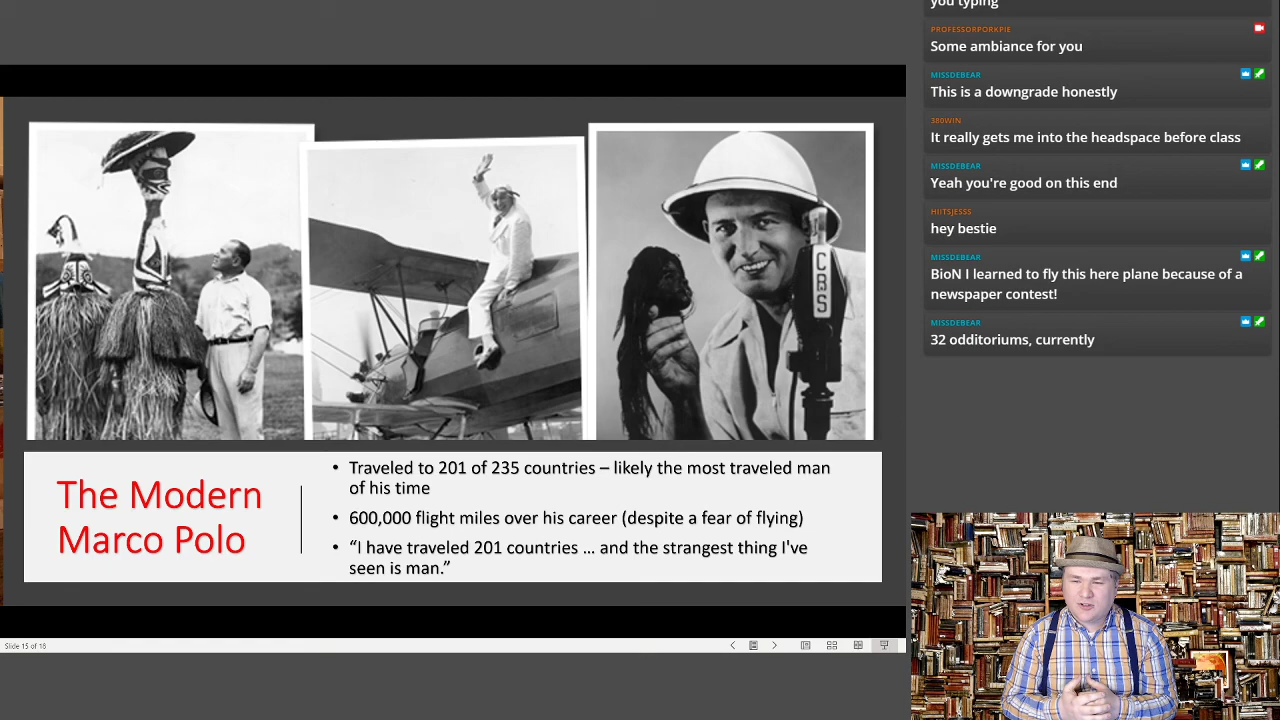 CBS
The Modern
Marco Polo
• Traveled to 201 of 235 countries – likely the most traveled man
of his time
• 600,000 flight miles over his career (despite a fear of flying)
• “I have traveled 201 countries ... and the strangest thing I've
seen is man.”
Slide 15 of 18
you typing
PROFESSORPORKPIE
Some ambiance for you
MISSDEBEAR
This is a downgrade honestly
380WIN
It really gets me into the headspace before class
MISSDEBEAR
Yeah you're good on this end
HIITSJESSS
hey bestie
MISSDEBEAR
BioN I learned to fly this here plane because of a
newspaper contest!
MISSDEBEAR
32 odditoriums, currently